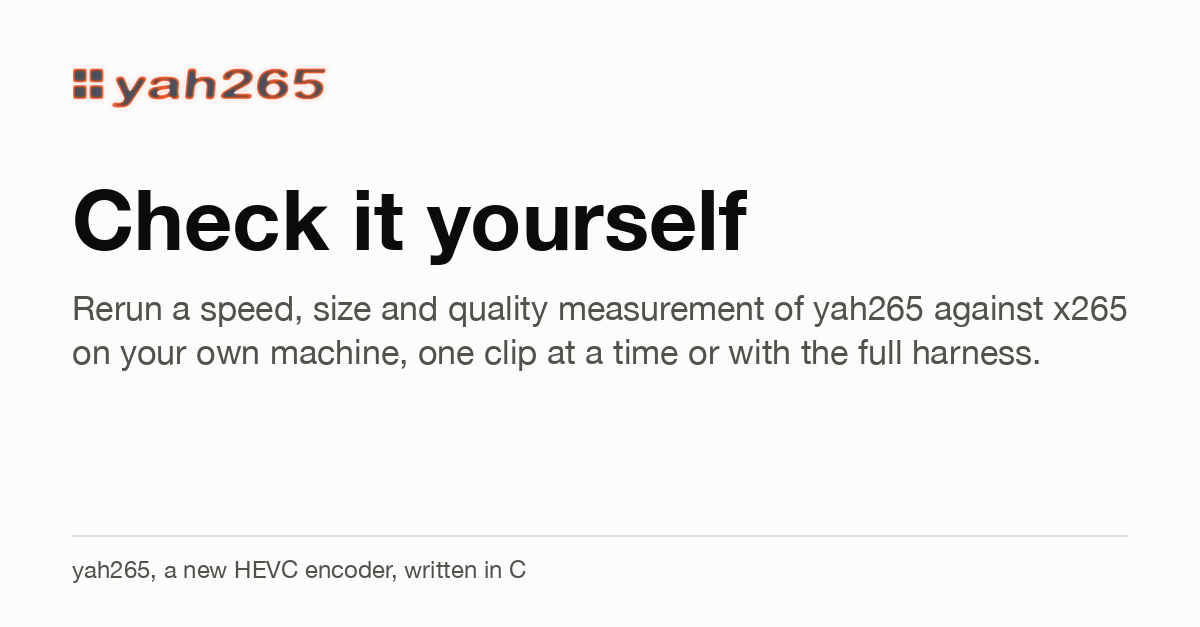 yah265
Check it yourself
Rerun a speed, size and quality measurement of yah265 against x265
on your own machine, one clip at a time or with the full harness.
yah265, a new HEVC encoder, written in C